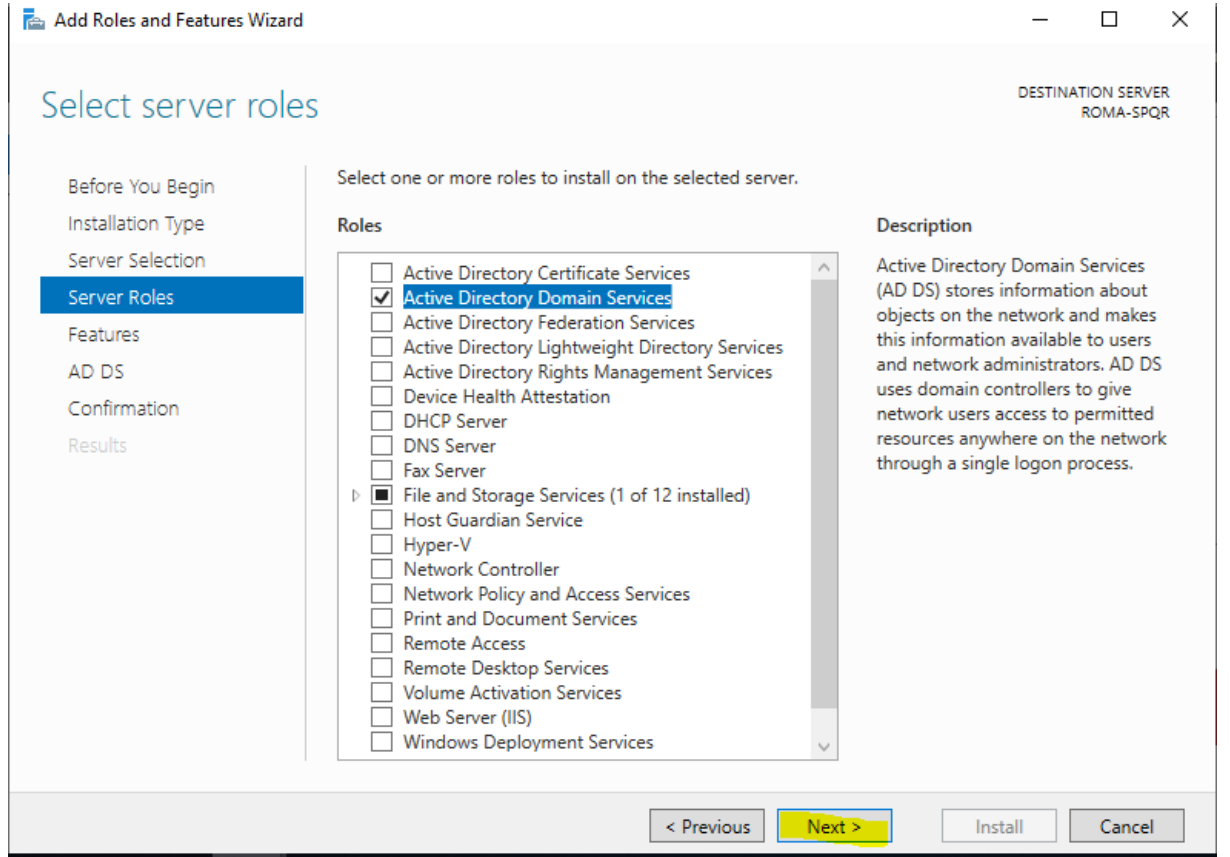 Add Roles and Features Wizard
Select server roles
DESTINATION SERVER
ROMA-SPQR
Before You Begin
Installation Type
Server Selection
Server Roles
Features
AD DS
Confirmation
Results
Select one or more roles to install on the selected server.
Roles
Active Directory Certificate Services
Active Directory Domain Services
Active Directory Federation Services
Active Directory Lightweight Directory Services
Active Directory Rights Management Services
Device Health Attestation
DHCP Server
DNS Server
Fax Server
File and Storage Services (1 of 12 installed)
Host Guardian Service
Hyper-V
Network Controller
Network Policy and Access Services
Print and Document Services
Remote Access
Remote Desktop Services
Volume Activation Services
Web Server (IIS)
Windows Deployment Services
Description
Active Directory Domain Services
(AD DS) stores information about
objects on the network and makes
this information available to users
and network administrators. AD DS
uses domain controllers to give
network users access to permitted
resources anywhere on the network
through a single logon process.
< Previous
Next >
Install
Cancel